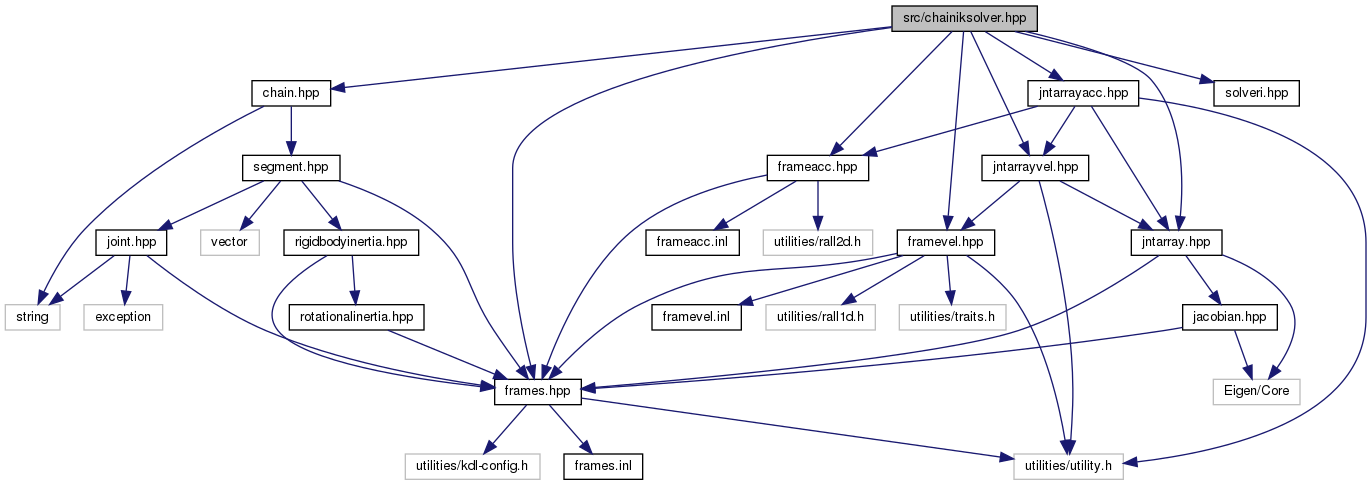 src/chainiksolver.hpp
chain.hpp
jntarrayacc.hpp
solveri.hpp
segment.hpp
frameacc.hpp
jntarrayvel.hpp
joint.hpp
vector
rigidbodyinertia.hpp
frameacc.inl
utilities/rall2d.h
framevel.hpp
jntarray.hpp
string
exception
rotationalinertia.hpp
framevel.inl
utilities/rall1d.h
utilities/traits.h
jacobian.hpp
frames.hpp
Eigen/Core
utilities/kdl-config.h
frames.inl
utilities/utility.h